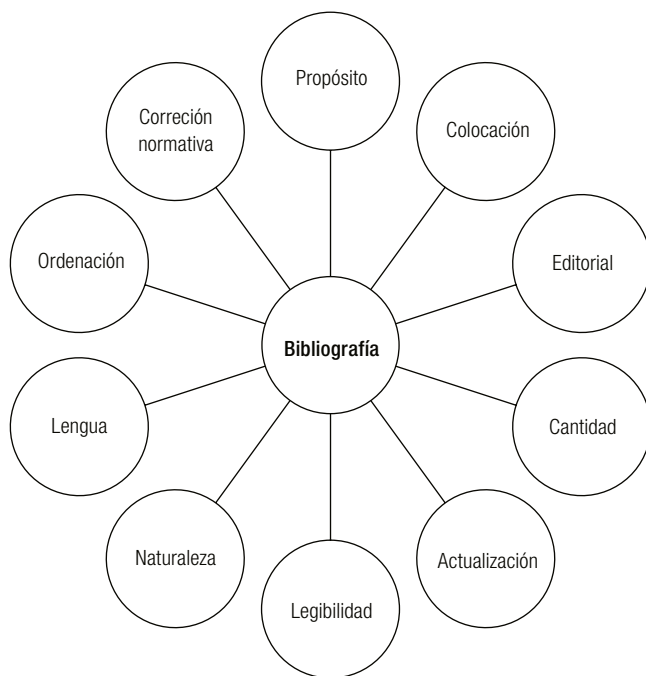 Propósito
Correción
normativa
Colocación
Ordenación
Editorial
Bibliografía
Lengua
Cantidad
Naturaleza
Actualización
Legibilidad